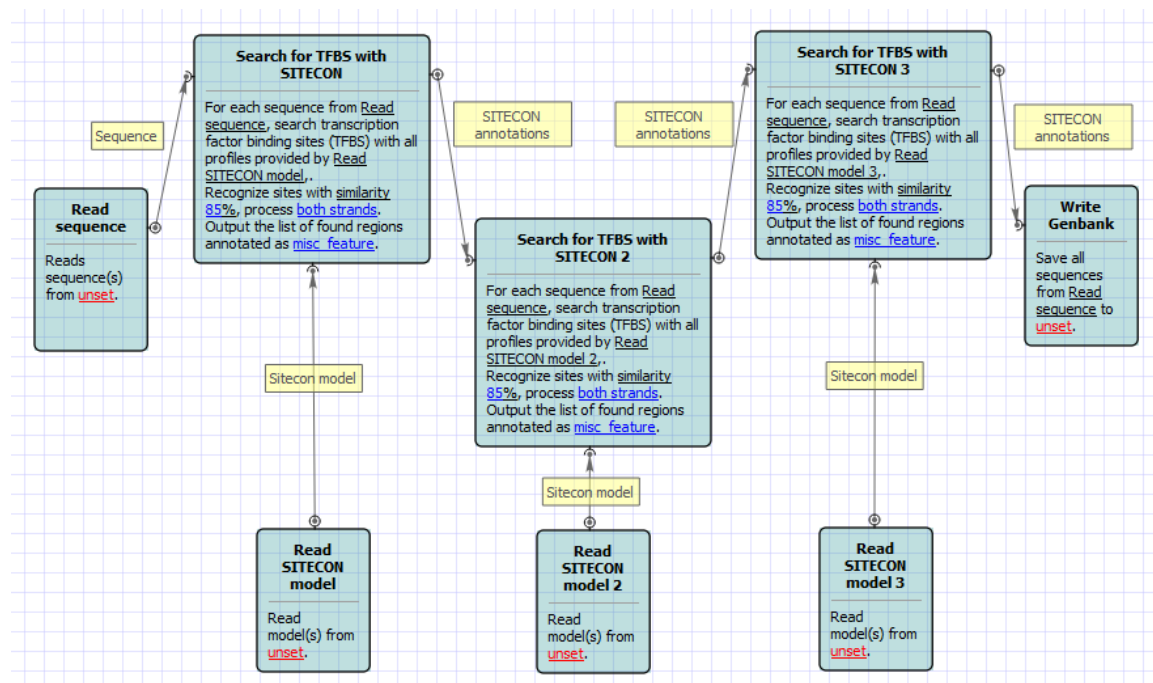 Search for TFBS with
SITECON
For each sequence from Read
sequence, search transcription
factor binding sites (TFBS) with all
profiles provided by Read
SITECON model,.
Recognize sites with similarity
85%, process both strands.
Output the list of found regions
annotated as misc_feature.
Search for TFBS with
SITECON 3
For each sequence from Read
sequence, search transcription
factor binding sites (TFBS) with all
profiles provided by Read
SITECON model 3,.
Recognize sites with similarity
85%, process both strands.
Output the list of found regions
annotated as misc_feature.
Sequence
SITECON
annotations
SITECON
annotations
SITECON
annotations
Read
sequence
Reads
sequence(s)
from unset.
Search for TFBS with
SITECON 2
For each sequence from Read
sequence, search transcription
factor binding sites (TFBS) with all
profiles provided by Read
SITECON model 2,.
Recognize sites with similarity
85%, process both strands.
Output the list of found regions
annotated as misc_feature.
Write
Genbank
Save all
sequences
from Read
sequence to
unset.
Sitecon model
Sitecon model
Sitecon model
Read
SITECON
model
Read
model(s) from
unset.
Read
SITECON
model 2
Read
model(s) from
unset.
Read
SITECON
model 3
Read
model(s) from
unset.